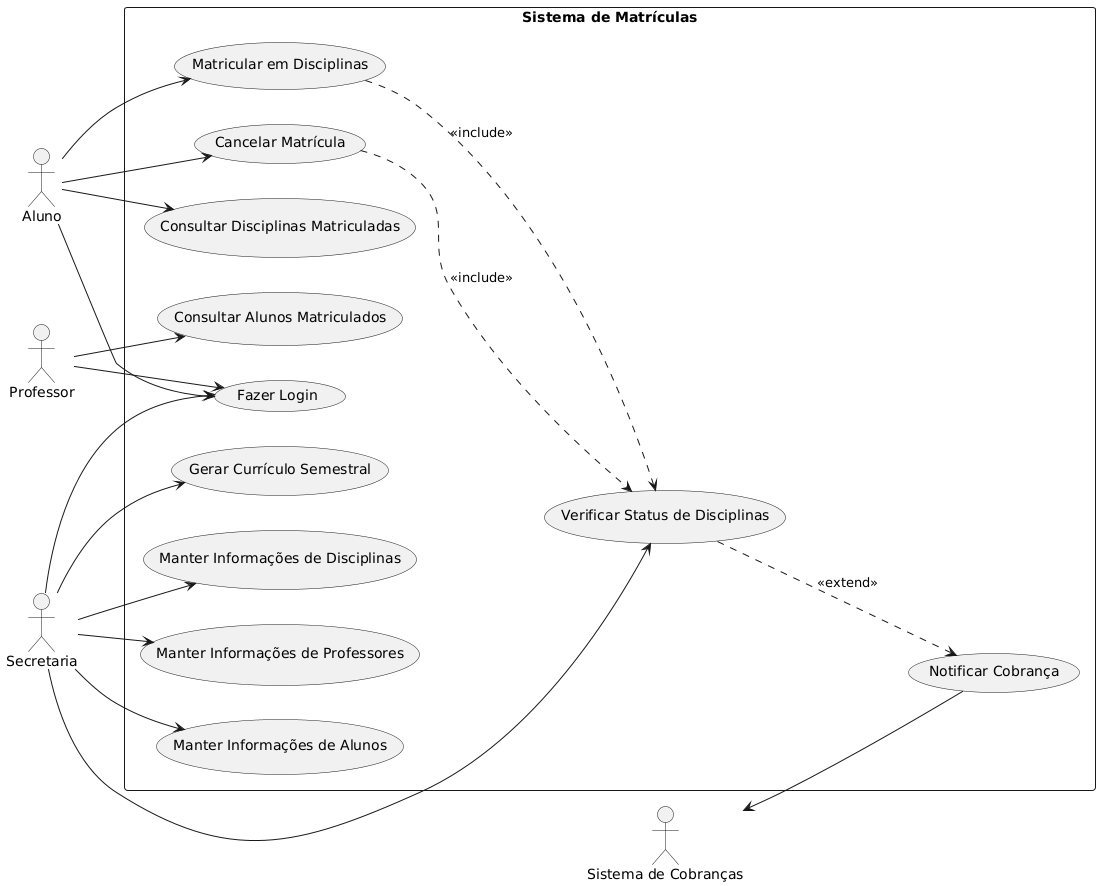 Sistema de Matrículas
Matricular em Disciplinas
«include»
Cancelar Matrícula
Aluno
Consultar Disciplinas Matriculadas
«include»
Consultar Alunos Matriculados
Professor
Fazer Login
Gerar Currículo Semestral
Verificar Status de Disciplinas
Manter Informações de Disciplinas
«extend»
Secretaria
Manter Informações de Professores
Notificar Cobrança
Manter Informações de Alunos
Sistema de Cobranças